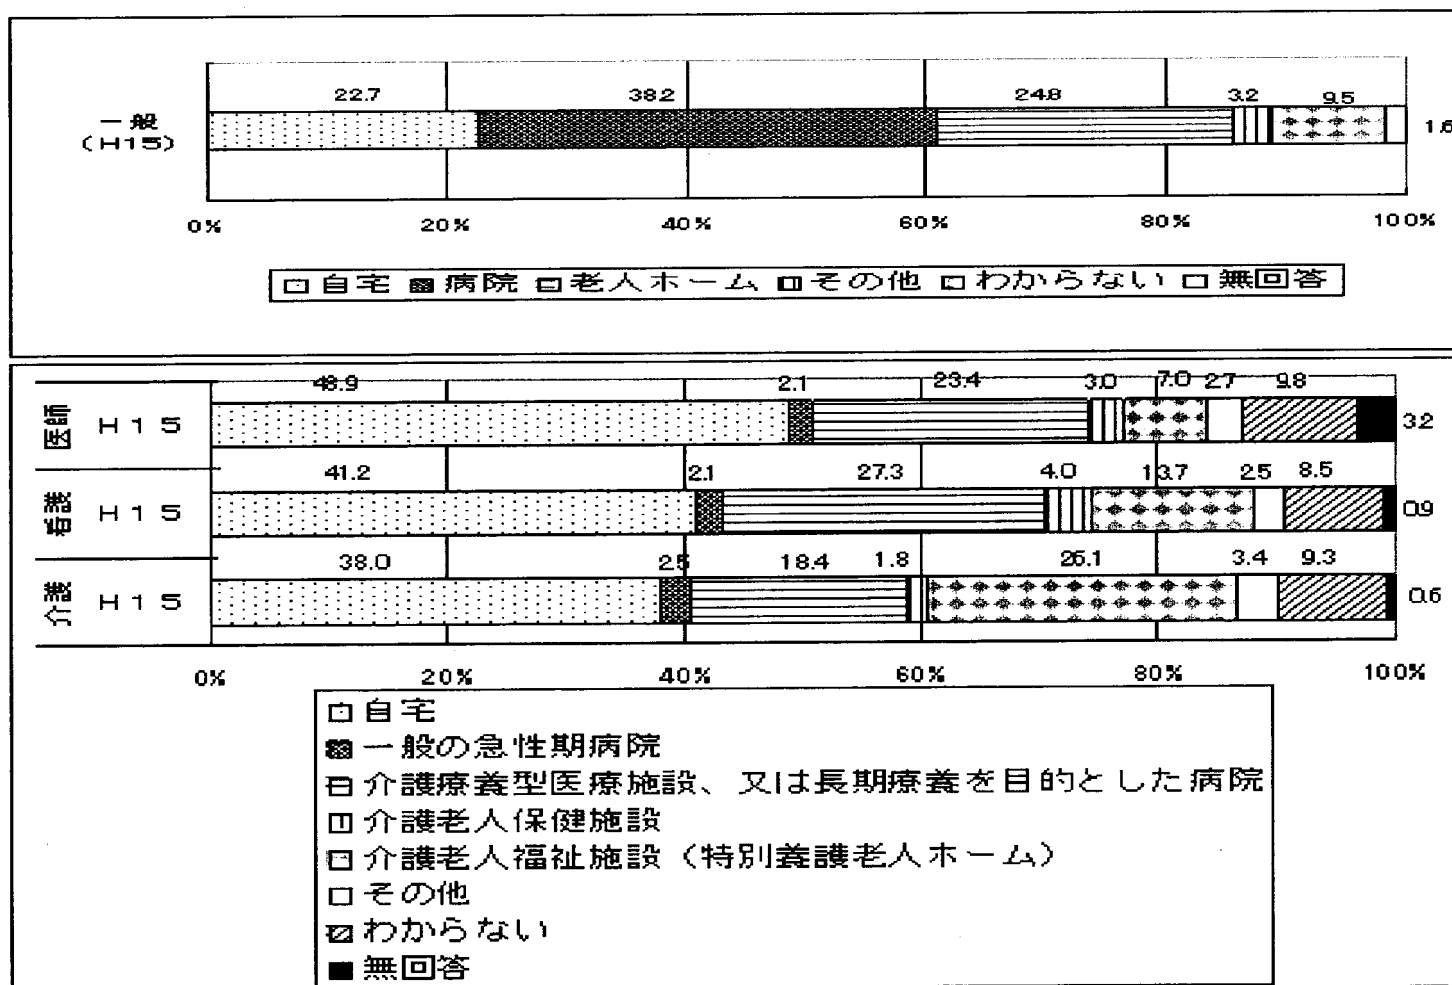 22.7 38.2 24.8 3.2 9.5
一般
(H15)
1.6
0% 20% 40% 60% 80% 100%
自宅 病院 老人ホーム その他 わからない 無回答
48.9 2.1 23.4 3.0 7.0 2.7 9.8
医師 H15
3.2
41.2 2.1 27.3 4.0 13.7 2.5 8.5
看護 H15
0.9
38.0 2.5 18.4 1.8 26.1 3.4 9.3
介護 H15
0.6
0% 20% 40% 60% 80% 100%
自宅
一般の急性期病院
介護療養型医療施設、又は長期療養を目的とした病院
介護老人保健施設
介護老人福祉施設(特別養護老人ホーム)
その他
わからない
無回答